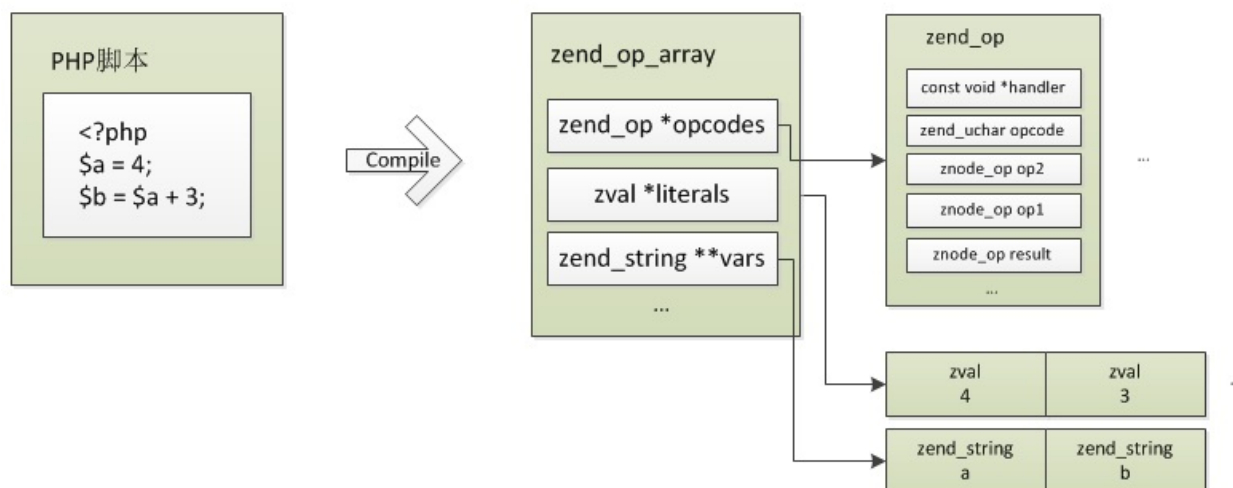 PHP脚本
<?php
$a = 4;
$b = $a + 3;
Compile
zend_op_array
zend_op *opcodes
zval *literals
zend_string **vars
...
zend_op
const void *handler
zend_uchar opcode
znode_op op2
znode_op op1
znode_op result
...
...
zval
4
zval
3
zend_string
a
zend_string
b